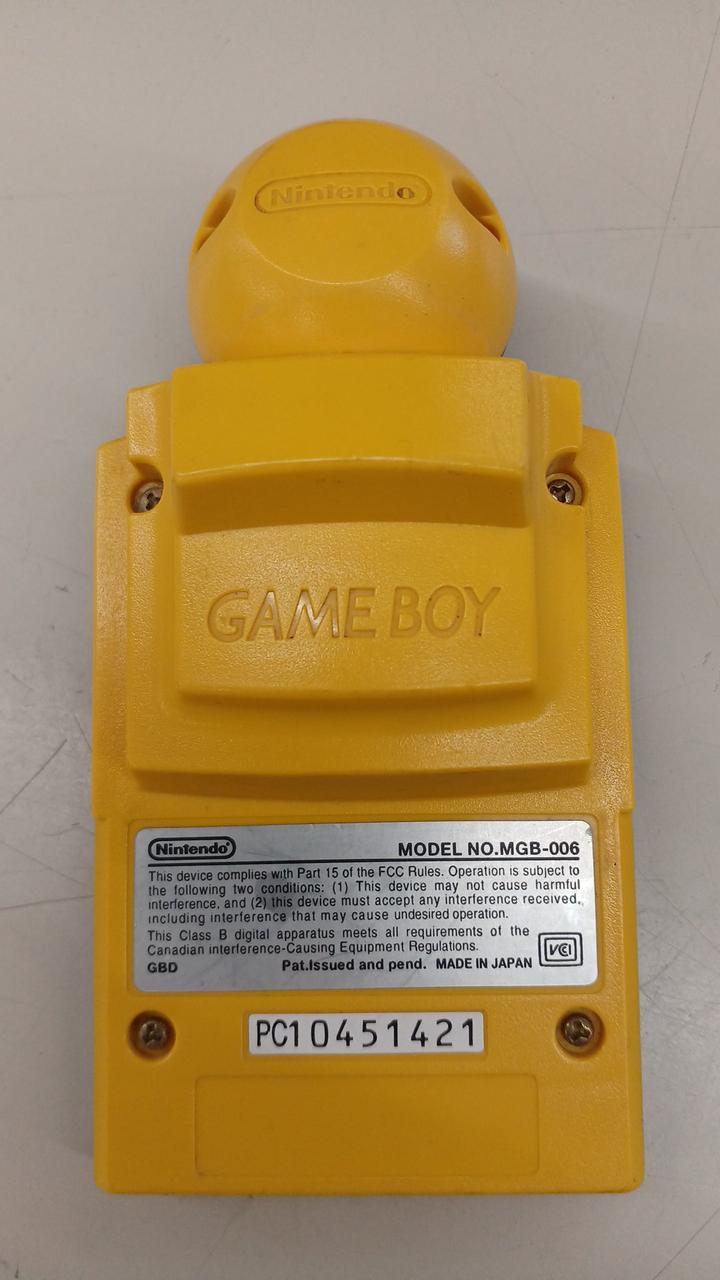 Nintendo
GAME BOY
Nintendo® MODEL NO.MGB-006
This device complies with Part 15 of the FCC Rules. Operation is subject to
the following two conditions: (1) This device may not cause harmful
interference, and (2) this device must accept any interference received,
including interference that may cause undesired operation.
This Class B digital apparatus meets all requirements of the
Canadian interference-Causing Equipment Regulations.
GBD Pat.Issued and pend. MADE IN JAPAN VCI
PC10451421